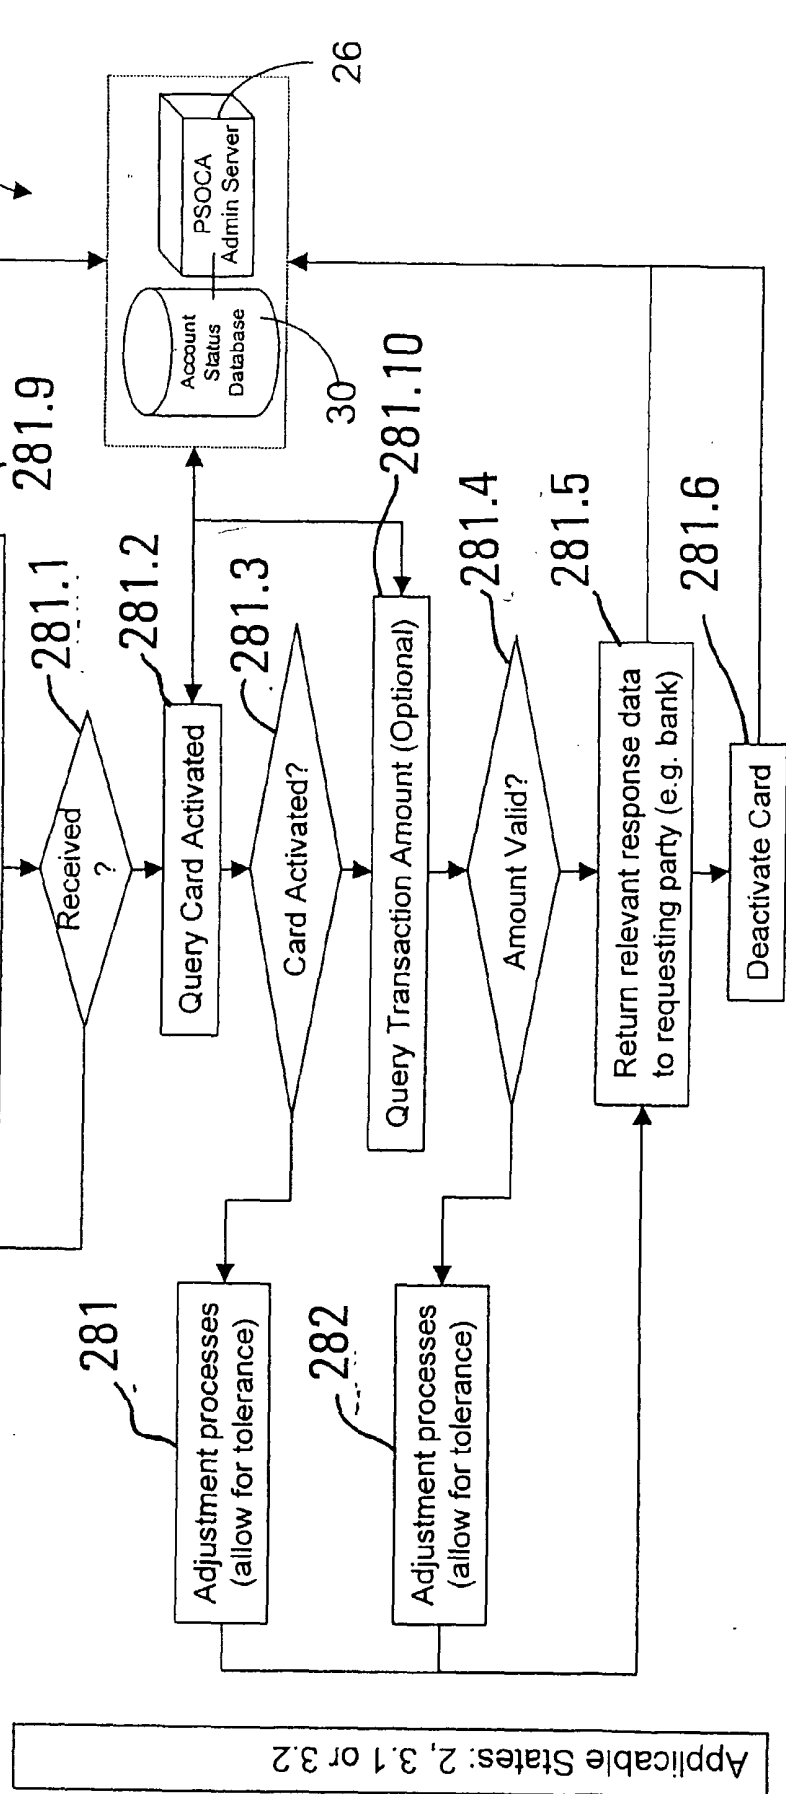 26
PSOCA
Admin Server
Account
Status
Database
30
281.9
281.1
Received
?
281.2
Query Card Activated
281.3
Card Activated?
281.10
Query Transaction Amount (Optional)
281.4
Amount Valid?
281.5
Return relevant response data
to requesting party (e.g. bank)
281.6
Deactivate Card
281
Adjustment processes
(allow for tolerance)
282
Adjustment processes
(allow for tolerance)
Applicable States: 2, 3.1 or 3.2